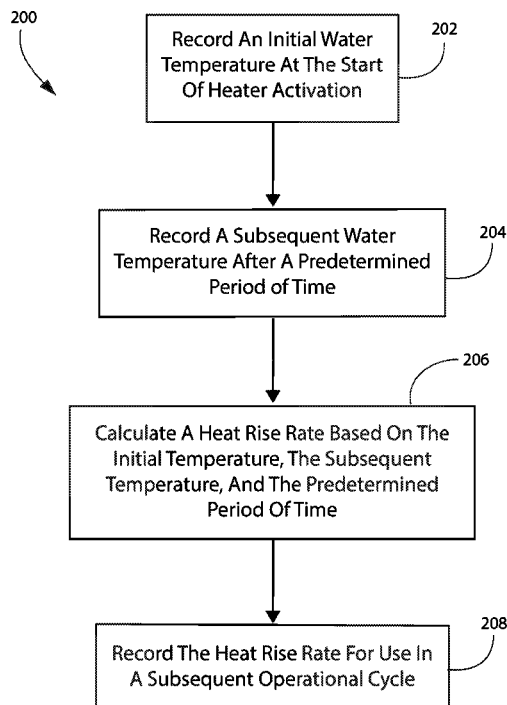 200
Record An Initial Water
Temperature At The Start
Of Heater Activation
202
Record A Subsequent Water
Temperature After A Predetermined
Period of Time
204
206
Calculate A Heat Rise Rate Based On The
Initial Temperature, The Subsequent
Temperature, And The Predetermined
Period Of Time
Record The Heat Rise Rate For Use In
A Subsequent Operational Cycle
208